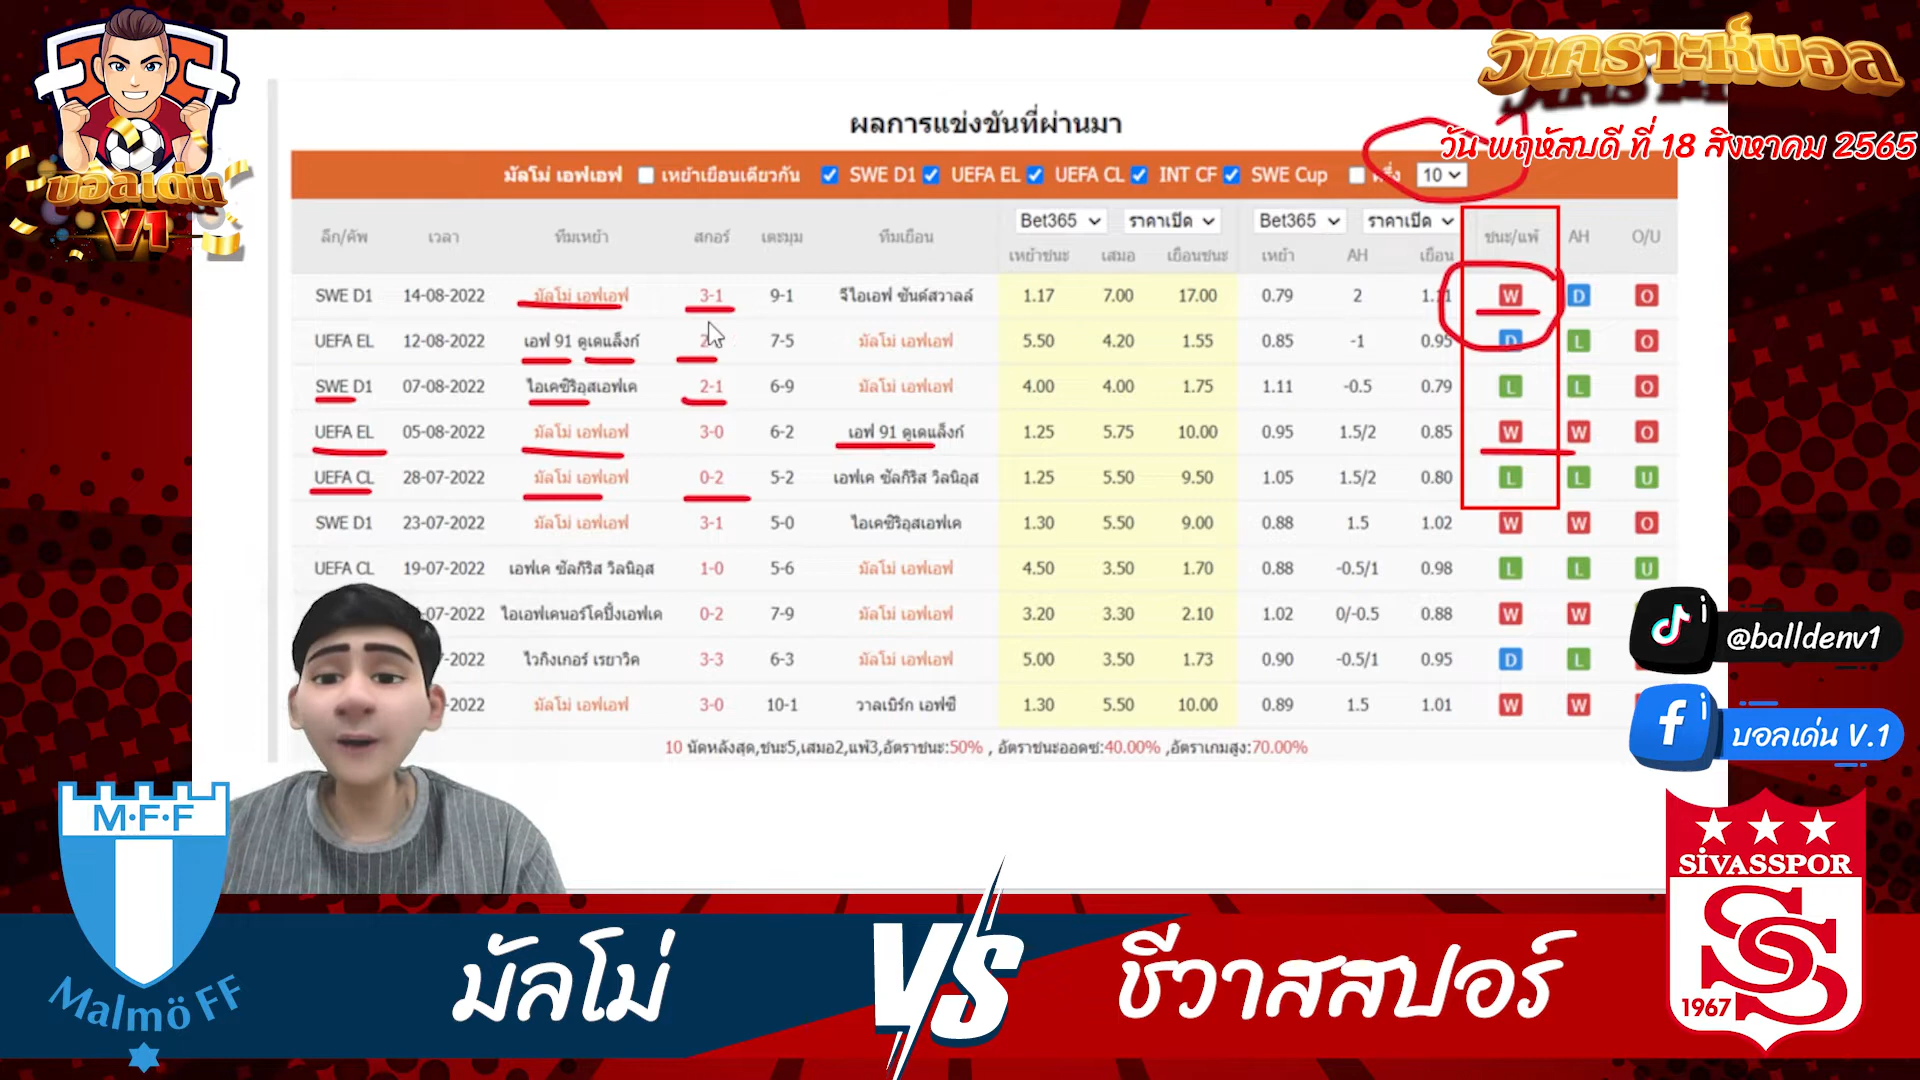 วิเคราะห์บอล
วัน พฤหัสบดี ที่ 18 สิงหาคม 2565
บอลเด่น
V1
ผลการแข่งขันที่ผ่านมา
มัลโม่ เอฟเอฟ เหย้าเยือนเดียวกัน SWE D1 UEFA EL UEFA CL INT CF SWE Cup ครึ่ง 10
Bet365 ราคาเปิด Bet365 ราคาเปิด
ลีก/คัพ เวลา ทีมเหย้า สกอร์ เตะมุม ทีมเยือน เหย้าชนะ เสมอ เยือนชนะ เหย้า AH เยือน ชนะ/แพ้ AH O/U
SWE D1 14-08-2022 มัลโม่ เอฟเอฟ 3-1 9-1 จีไอเอฟ ซันด์สวาลล์ 1.17 7.00 17.00 0.79 2 1.11 W D O
UEFA EL 12-08-2022 เอฟ 91 ดูเดแล็งก์ 7-5 มัลโม่ เอฟเอฟ 5.50 4.20 1.55 0.85 -1 0.95 D L O
SWE D1 07-08-2022 ไอเคซิริอุสเอฟเค 2-1 6-9 มัลโม่ เอฟเอฟ 4.00 4.00 1.75 1.11 -0.5 0.79 L L O
UEFA EL 05-08-2022 มัลโม่ เอฟเอฟ 3-0 6-2 เอฟ 91 ดูเดแล็งก์ 1.25 5.75 10.00 0.95 1.5/2 0.85 W W O
UEFA CL 28-07-2022 มัลโม่ เอฟเอฟ 0-2 5-2 เอฟเค ซัลกิริส วิลนิอุส 1.25 5.50 9.50 1.05 1.5/2 0.80 L L U
SWE D1 23-07-2022 มัลโม่ เอฟเอฟ 3-1 5-0 ไอเคซิริอุสเอฟเค 1.30 5.50 9.00 0.88 1.5 1.02 W W O
UEFA CL 19-07-2022 เอฟเค ซัลกิริส วิลนิอุส 1-0 5-6 มัลโม่ เอฟเอฟ 4.50 3.50 1.70 0.88 -0.5/1 0.98 L L U
-07-2022 ไอเอฟเคนอร์โคปิ้งเอฟเค 0-2 7-9 มัลโม่ เอฟเอฟ 3.20 3.30 2.10 1.02 0/-0.5 0.88 W W
-2022 ไวกิงเกอร์ เรยาวิค 3-3 6-3 มัลโม่ เอฟเอฟ 5.00 3.50 1.73 0.90 -0.5/1 0.95 D L
-2022 มัลโม่ เอฟเอฟ 3-0 10-1 วาลเบิร์ก เอฟซี 1.30 5.50 10.00 0.89 1.5 1.01 W W
10 นัดหลังสุด,ชนะ5,เสมอ2,แพ้3,อัตราชนะ:50% , อัตราชนะออดซ์:40.00% ,อัตราเกมสูง:70.00%
@balldenv1
บอลเด่น V.1
M·F·F
Malmö FF
มัลโม่
VS
ซีวาสสปอร์
SİVASSPOR
1967